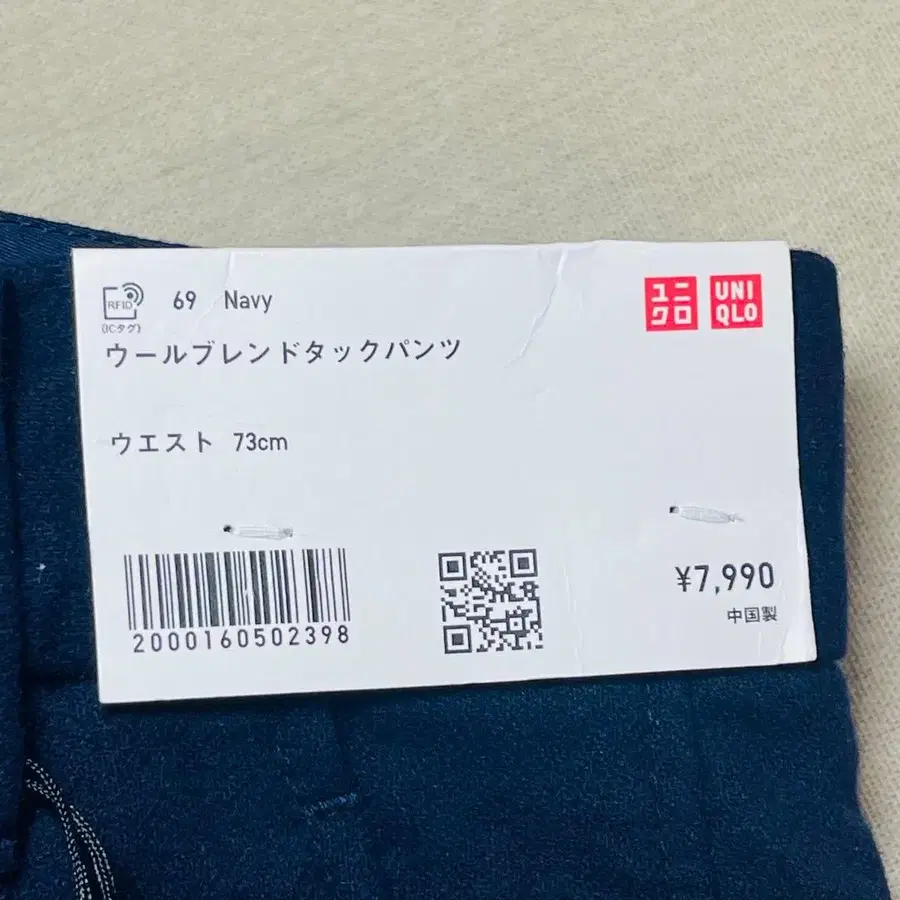 RFID
(ICタグ)
69 Navy
ユニ
クロ
UNI
QLO
ウールブレンドタックパンツ
ウエスト 73cm
2000160502398
¥7,990
中国製